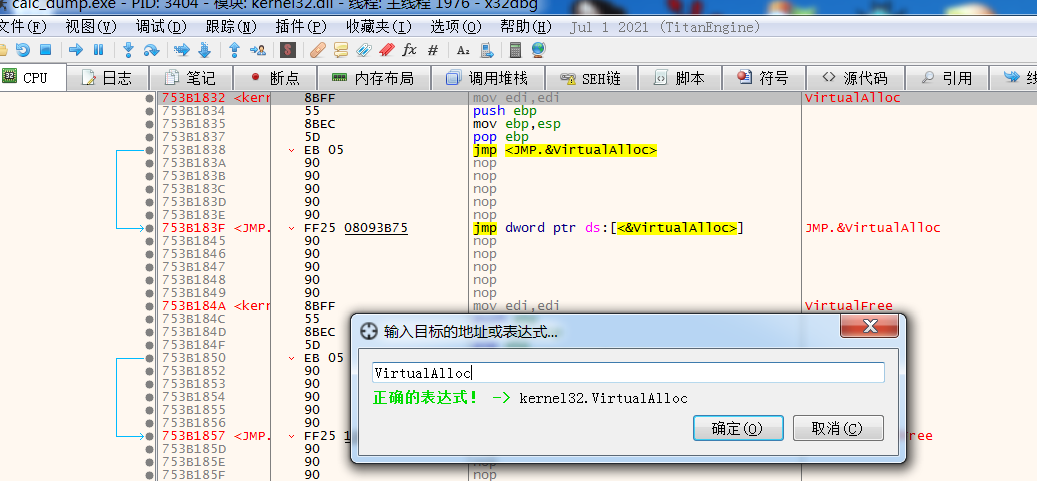 calc_dump.exe - PID: 3404 - 模块: kernel32.dll - 线程: 主线程 1976 - x32dbg
文件(F) 视图(V) 调试(D) 跟踪(N) 插件(P) 收藏夹(I) 选项(O) 帮助(H) Jul 1 2021 (TitanEngine)
CPU 日志 笔记 断点 内存布局 调用堆栈 SEH链 脚本 符号 源代码 引用
753B1832 <kern 8BFF mov edi,edi VirtualAlloc
753B1834 55 push ebp
753B1835 8BEC mov ebp,esp
753B1837 5D pop ebp
753B1838 EB 05 jmp <JMP.&VirtualAlloc>
753B183A 90 nop
753B183B 90 nop
753B183C 90 nop
753B183D 90 nop
753B183E 90 nop
753B183F <JMP. FF25 08093B75 jmp dword ptr ds:[<&VirtualAlloc>] JMP.&VirtualAlloc
753B1845 90 nop
753B1846 90 nop
753B1847 90 nop
753B1848 90 nop
753B1849 90 nop
753B184A <kern 8BFF mov edi,edi VirtualFree
753B184C 55
753B184D 8BEC
753B184F 5D
753B1850 EB 05
753B1852 90
753B1853 90
753B1854 90
753B1855 90
753B1856 90
753B1857 <JMP. FF25 ree
753B185D 90
753B185E 90 nop
753B185F 90 nop
输入目标的地址或表达式...
VirtualAlloc
正确的表达式! -> kernel32.VirtualAlloc
确定(O) 取消(C)